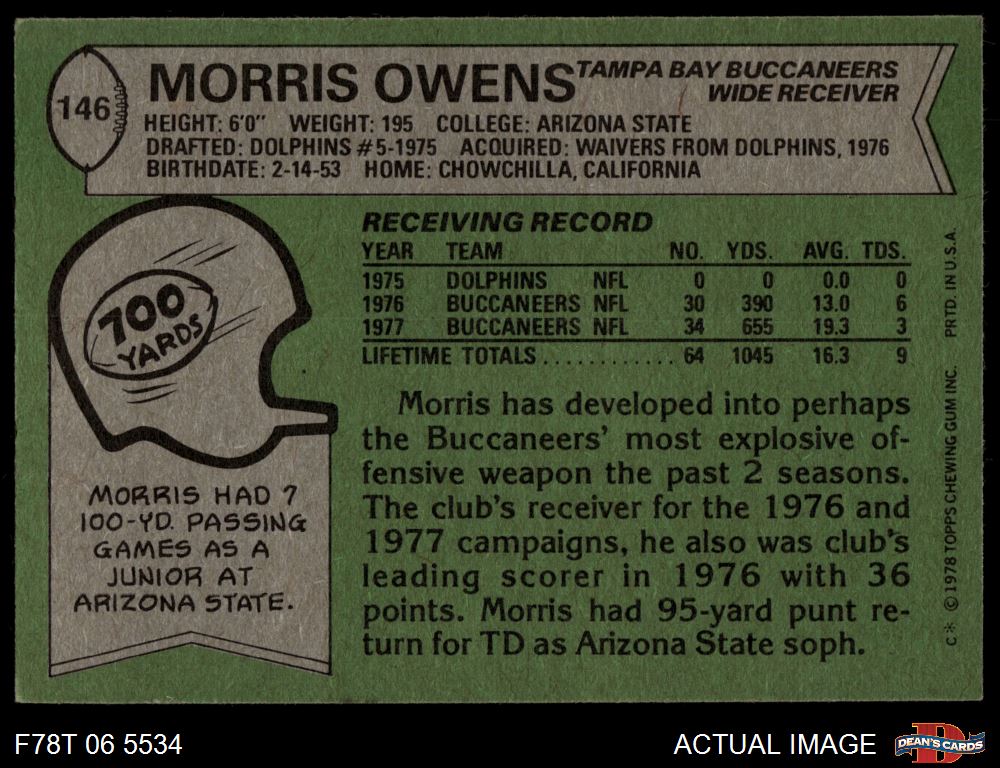 146
MORRIS OWENS
TAMPA BAY BUCCANEERS
WIDE RECEIVER
HEIGHT: 6'0" WEIGHT: 195 COLLEGE: ARIZONA STATE
DRAFTED: DOLPHINS #5-1975 ACQUIRED: WAIVERS FROM DOLPHINS, 1976
BIRTHDATE: 2-14-53 HOME: CHOWCHILLA, CALIFORNIA
700
YARDS
MORRIS HAD 7
100-YD. PASSING
GAMES AS A
JUNIOR AT
ARIZONA STATE.
RECEIVING RECORD
YEAR TEAM NO. YDS. AVG. TDS.
1975 DOLPHINS NFL 0 0 0.0 0
1976 BUCCANEERS NFL 30 390 13.0 6
1977 BUCCANEERS NFL 34 655 19.3 3
LIFETIME TOTALS............ 64 1045 16.3 9
Morris has developed into perhaps
the Buccaneers' most explosive of-
fensive weapon the past 2 seasons.
The club's receiver for the 1976 and
1977 campaigns, he also was club's
leading scorer in 1976 with 36
points. Morris had 95-yard punt re-
turn for TD as Arizona State soph.
C* © 1978 TOPPS CHEWING GUM INC. PRTD. IN U.S.A.
F78T 06 5534
ACTUAL IMAGE
D
DEAN'S CARDS